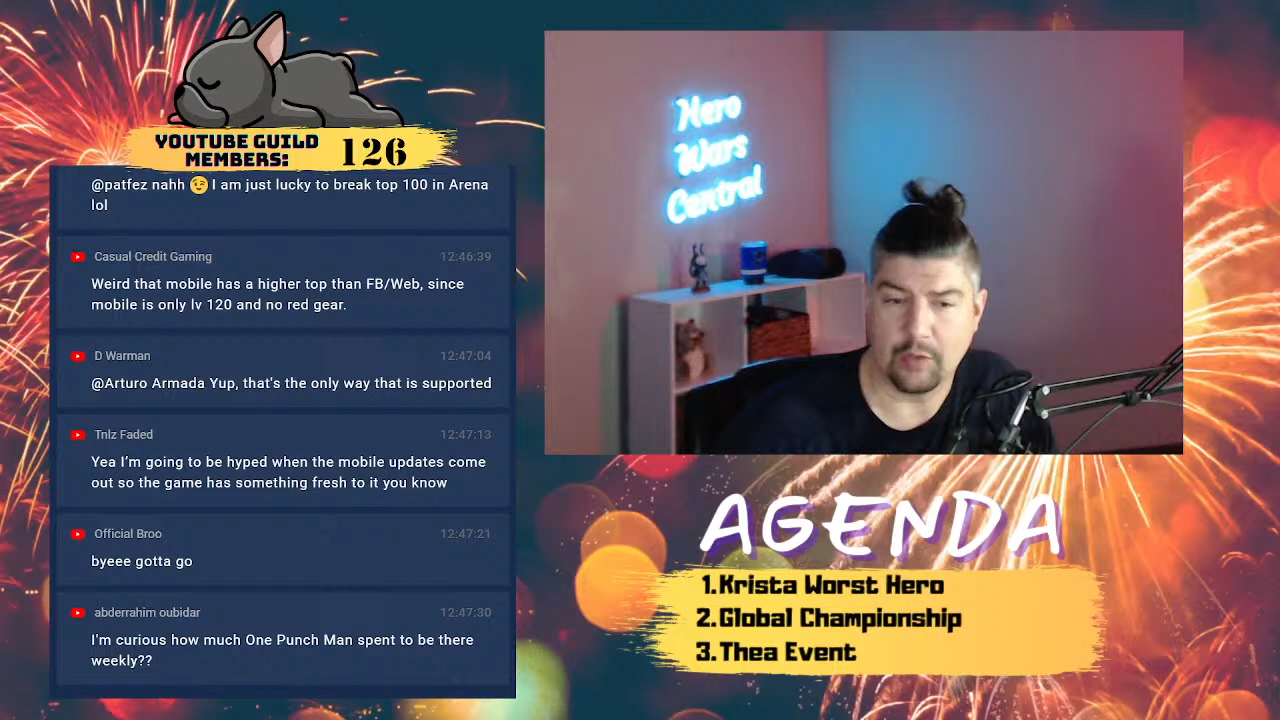 YOUTUBE GUILD
MEMBERS:
126
@patfez nahh 😉 I am just lucky to break top 100 in Arena
lol
Casual Credit Gaming 12:46:39
Weird that mobile has a higher top than FB/Web, since
mobile is only lv 120 and no red gear.
D Warman 12:47:04
@Arturo Armada Yup, that's the only way that is supported
Tnlz Faded 12:47:13
Yea I'm going to be hyped when the mobile updates come
out so the game has something fresh to it you know
Official Broo 12:47:21
byeee gotta go
abderrahim oubidar 12:47:30
I'm curious how much One Punch Man spent to be there
weekly??
Hero
Wars
Central
AGENDA
1.Krista Worst Hero
2.Global Championship
3.Thea Event